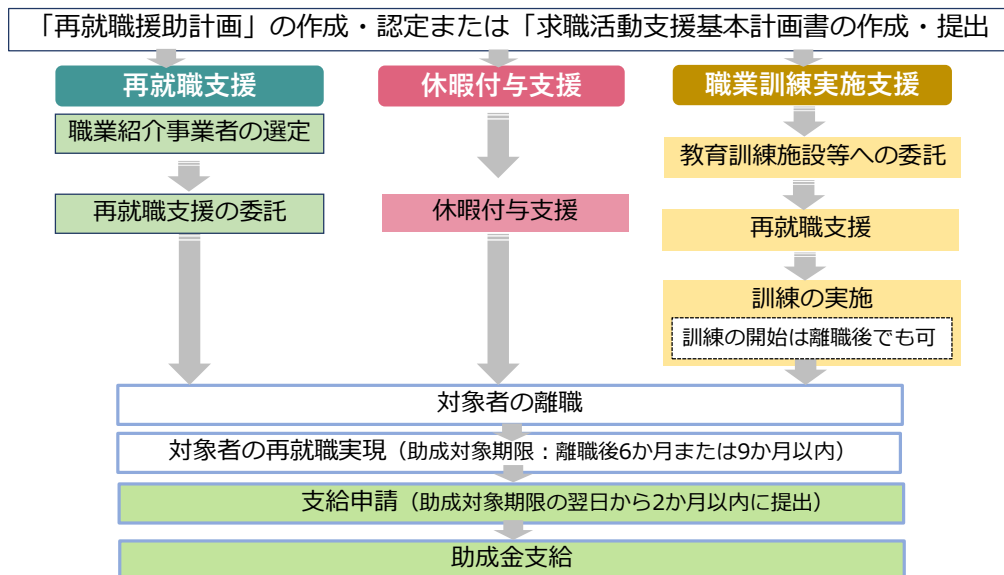 「再就職援助計画」の作成・認定または「求職活動支援基本計画書の作成・提出
再就職支援
休暇付与支援
職業訓練実施支援
職業紹介事業者の選定
教育訓練施設等への委託
再就職支援の委託
休暇付与支援
再就職支援
訓練の実施
訓練の開始は離職後でも可
対象者の離職
対象者の再就職実現（助成対象期限：離職後6か月または9か月以内）
支給申請（助成対象期限の翌日から2か月以内に提出）
助成金支給